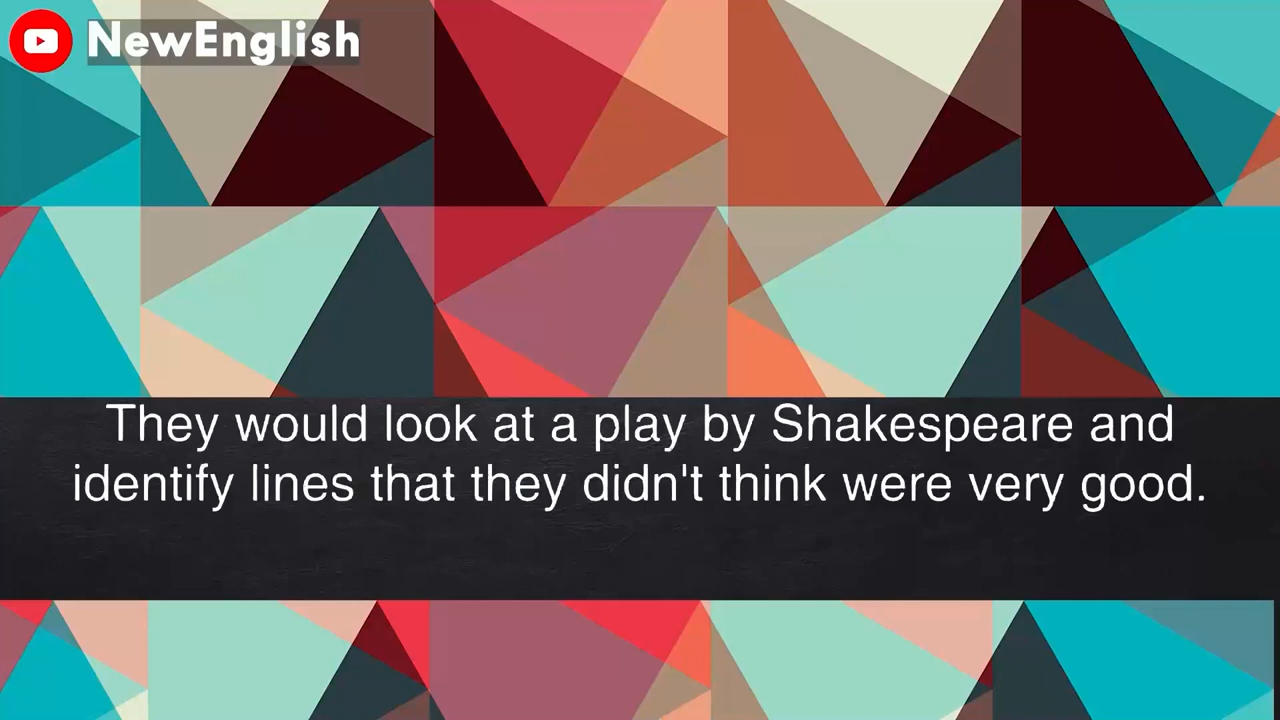 NewEnglish
They would look at a play by Shakespeare and
identify lines that they didn't think were very good.